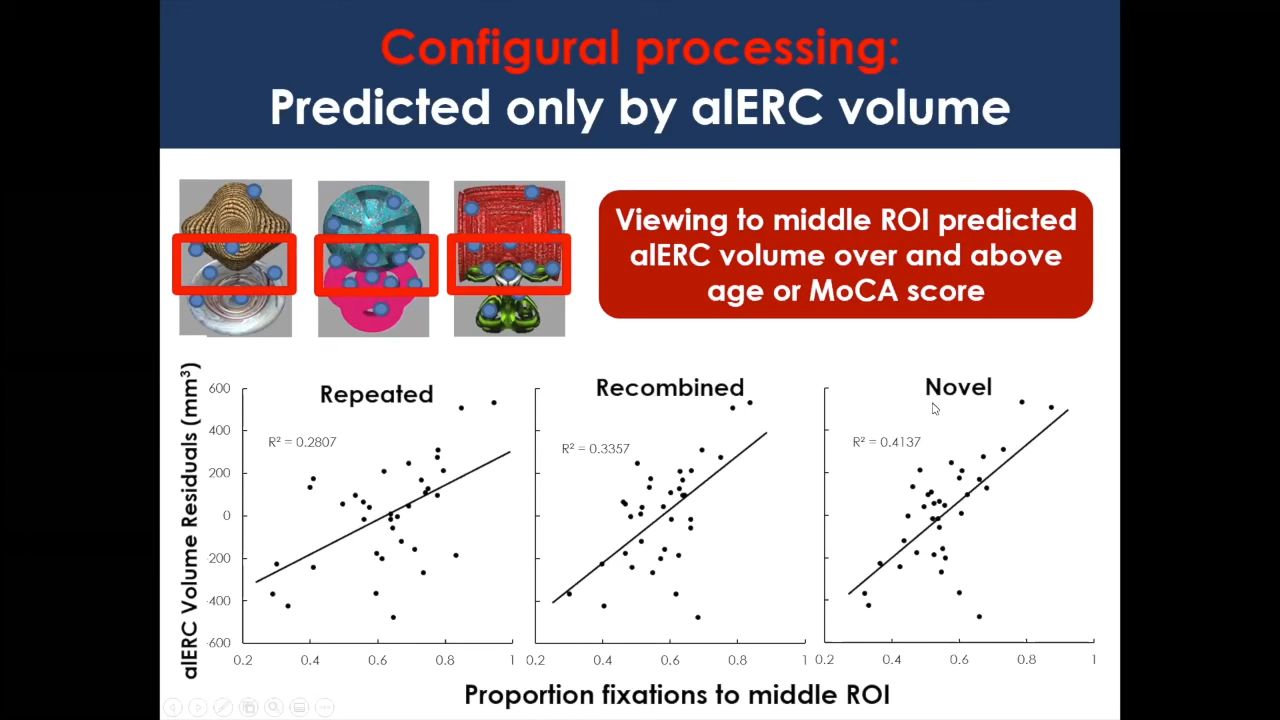 Configural processing:
Predicted only by alERC volume
Viewing to middle ROI predicted
alERC volume over and above
age or MoCA score
alERC Volume Residuals (mm³)
600
400
200
0
200
-400
-600
Repeated
R² = 0.2807
0.2 0.4 0.6 0.8 1
Recombined
R² = 0.3357
0.2 0.4 0.6 0.8 1
Novel
R² = 0.4137
0.2 0.4 0.6 0.8 1
Proportion fixations to middle ROI